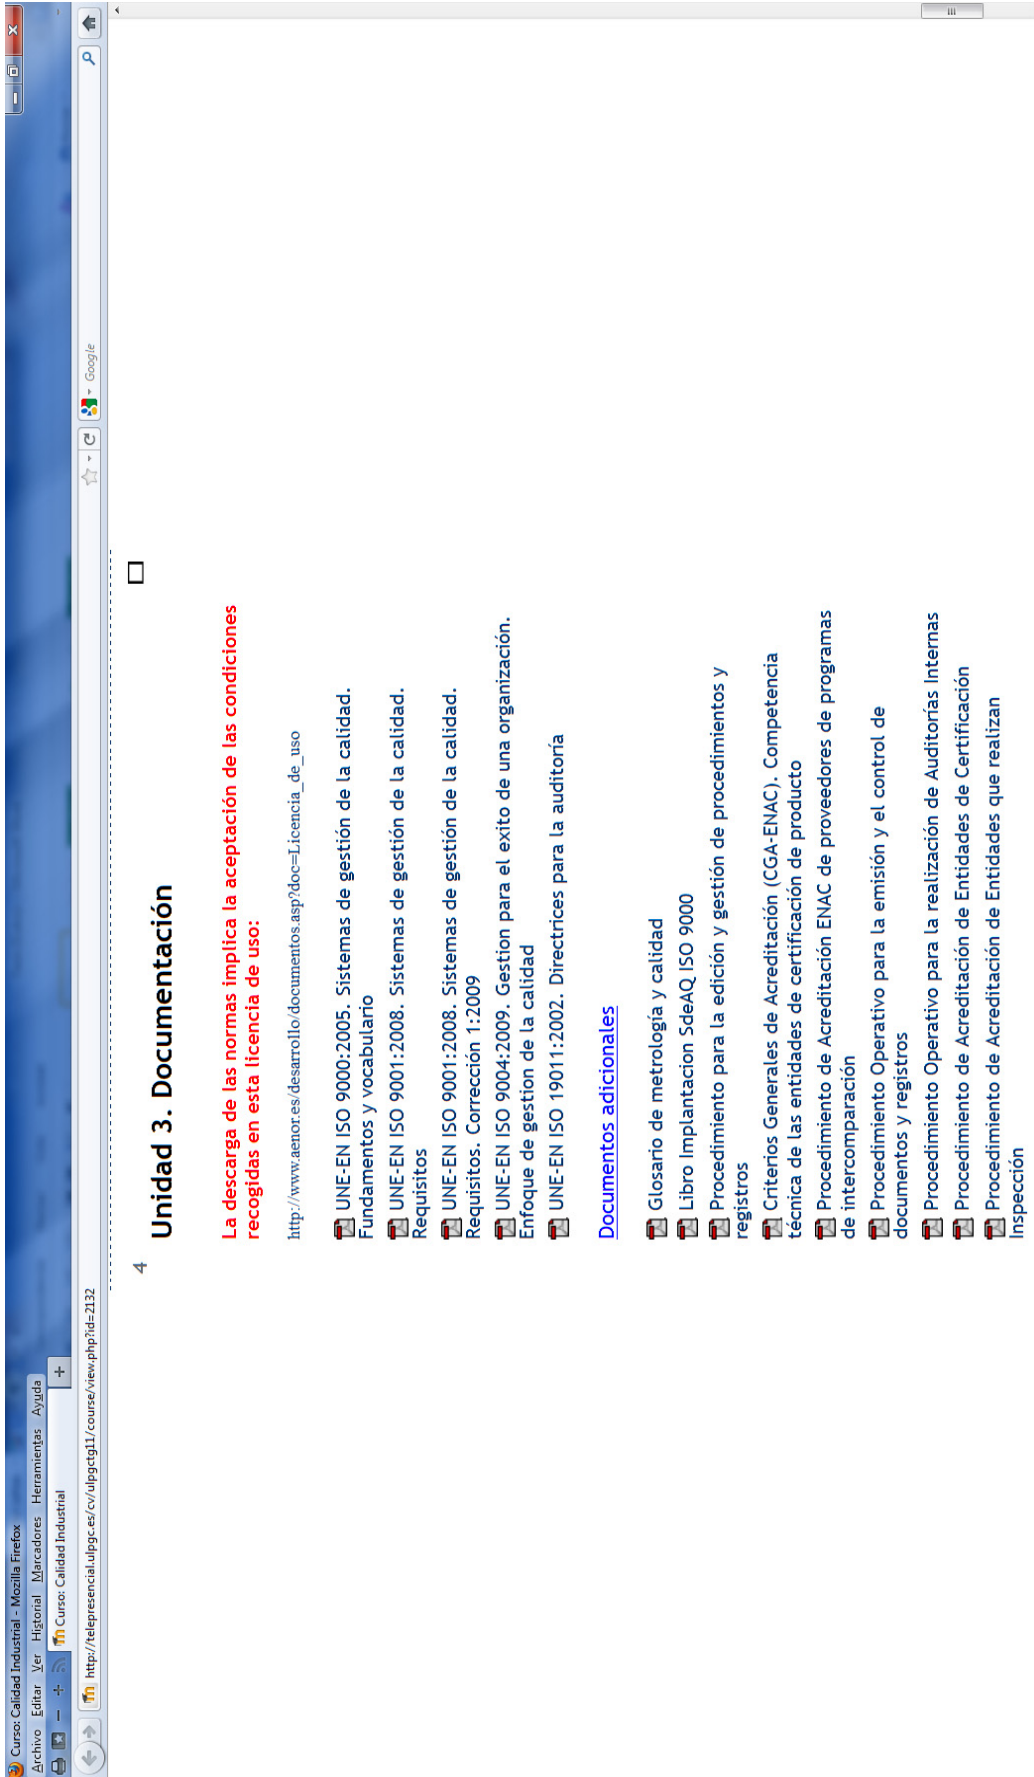 Curso: Calidad Industrial - Mozilla Firefox
Archivo Editar Ver Historial Marcadores Herramientas Ayuda
Curso: Calidad Industrial
http://telepresencial.ulpgc.es/cv/ulpgctg11/course/view.php?id=2132
Google
4
Unidad 3. Documentación
La descarga de las normas implica la aceptación de las condiciones
recogidas en esta licencia de uso:
http://www.aenor.es/desarrollo/documentos.asp?doc=Licencia_de_uso
UNE-EN ISO 9000:2005. Sistemas de gestión de la calidad.
Fundamentos y vocabulario
UNE-EN ISO 9001:2008. Sistemas de gestión de la calidad.
Requisitos
UNE-EN ISO 9001:2008. Sistemas de gestión de la calidad.
Requisitos. Corrección 1:2009
UNE-EN ISO 9004:2009. Gestion para el exito de una organización.
Enfoque de gestion de la calidad
UNE-EN ISO 19011:2002. Directrices para la auditoría
Documentos adicionales
Glosario de metrología y calidad
Libro Implantacion SdeAQ ISO 9000
Procedimiento para la edición y gestión de procedimientos y
registros
Criterios Generales de Acreditación (CGA-ENAC). Competencia
técnica de las entidades de certificación de producto
Procedimiento de Acreditación ENAC de proveedores de programas
de intercomparación
Procedimiento Operativo para la emisión y el control de
documentos y registros
Procedimiento Operativo para la realización de Auditorías Internas
Procedimiento de Acreditación de Entidades de Certificación
Procedimiento de Acreditación de Entidades que realizan
Inspección